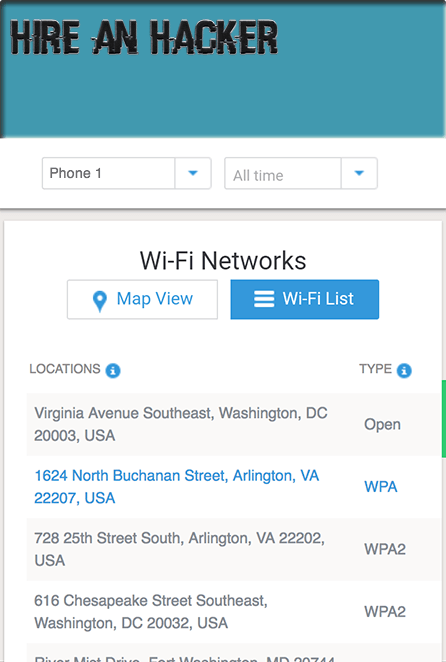 HIRE AN HACKER
Phone 1
All time
Wi-Fi Networks
Map View
Wi-Fi List
LOCATIONS
TYPE
Virginia Avenue Southeast, Washington, DC
20003, USA
Open
1624 North Buchanan Street, Arlington, VA
22207, USA
WPA
728 25th Street South, Arlington, VA 22202,
USA
WPA2
616 Chesapeake Street Southeast,
Washington, DC 20032, USA
WPA2
River Mist Drive, Fort Washington, MD 20744